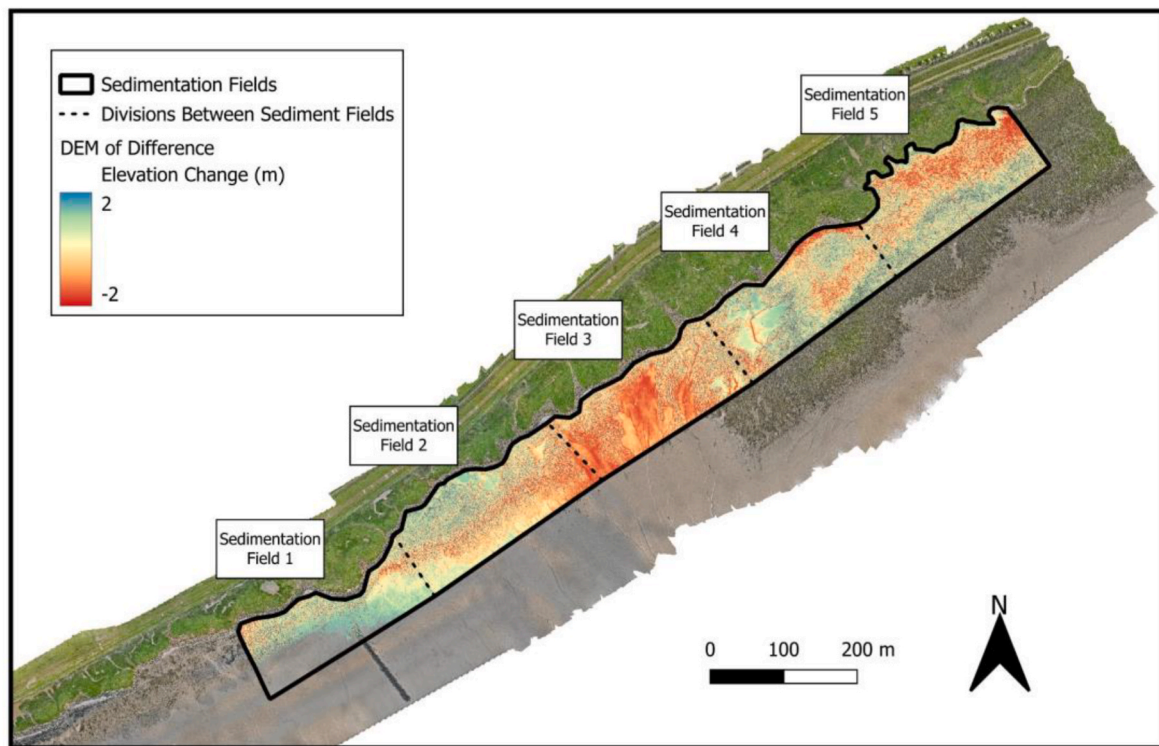 Sedimentation Fields
Divisions Between Sediment Fields
DEM of Difference
Elevation Change (m)
2
-2
Sedimentation
Field 5
Sedimentation
Field 4
Sedimentation
Field 3
Sedimentation
Field 2
Sedimentation
Field 1
N
0 100 200 m